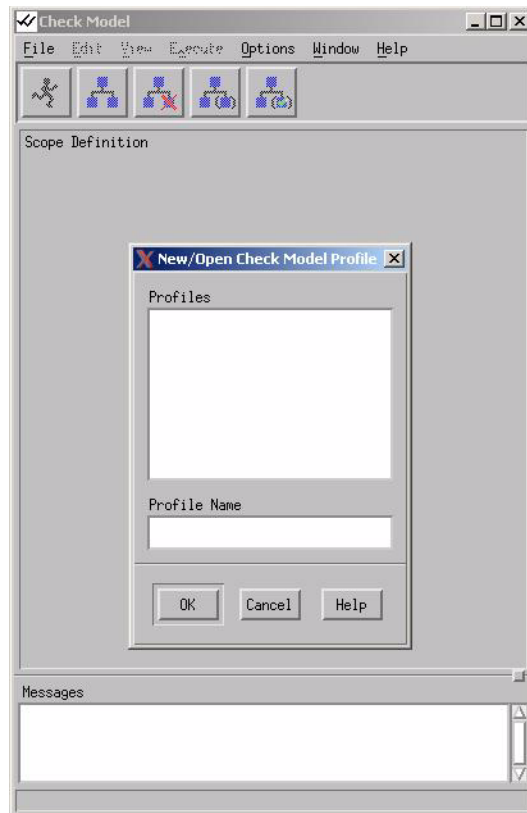 Check Model
File Edit View Execute Options Window Help
Scope Definition
New/Open Check Model Profile
Profiles
Profile Name
OK Cancel Help
Messages